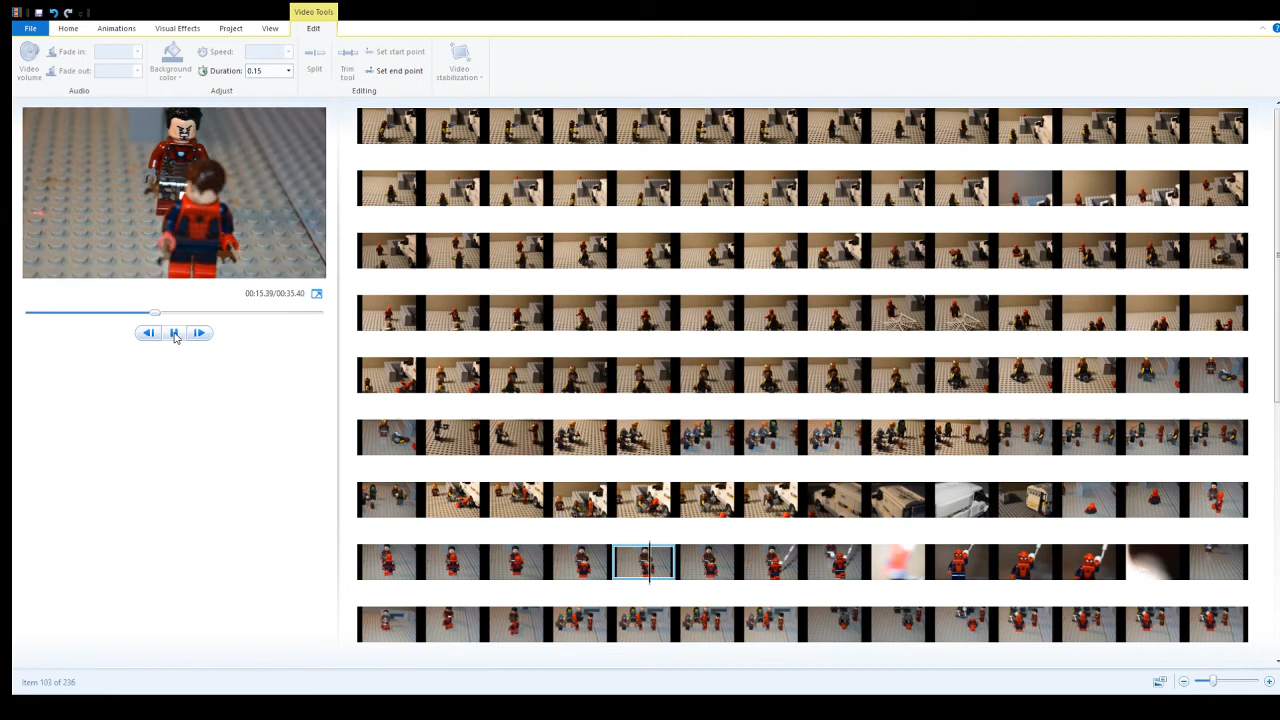 Video Tools
File Home Animations Visual Effects Project View Edit
Video volume
Fade in:
Fade out:
Audio
Background color
Speed:
Duration: 0.15
Adjust
Split
Trim tool
Set start point
Set end point
Editing
Video stabilization
00:15.39/00:35.40
Item 103 of 236